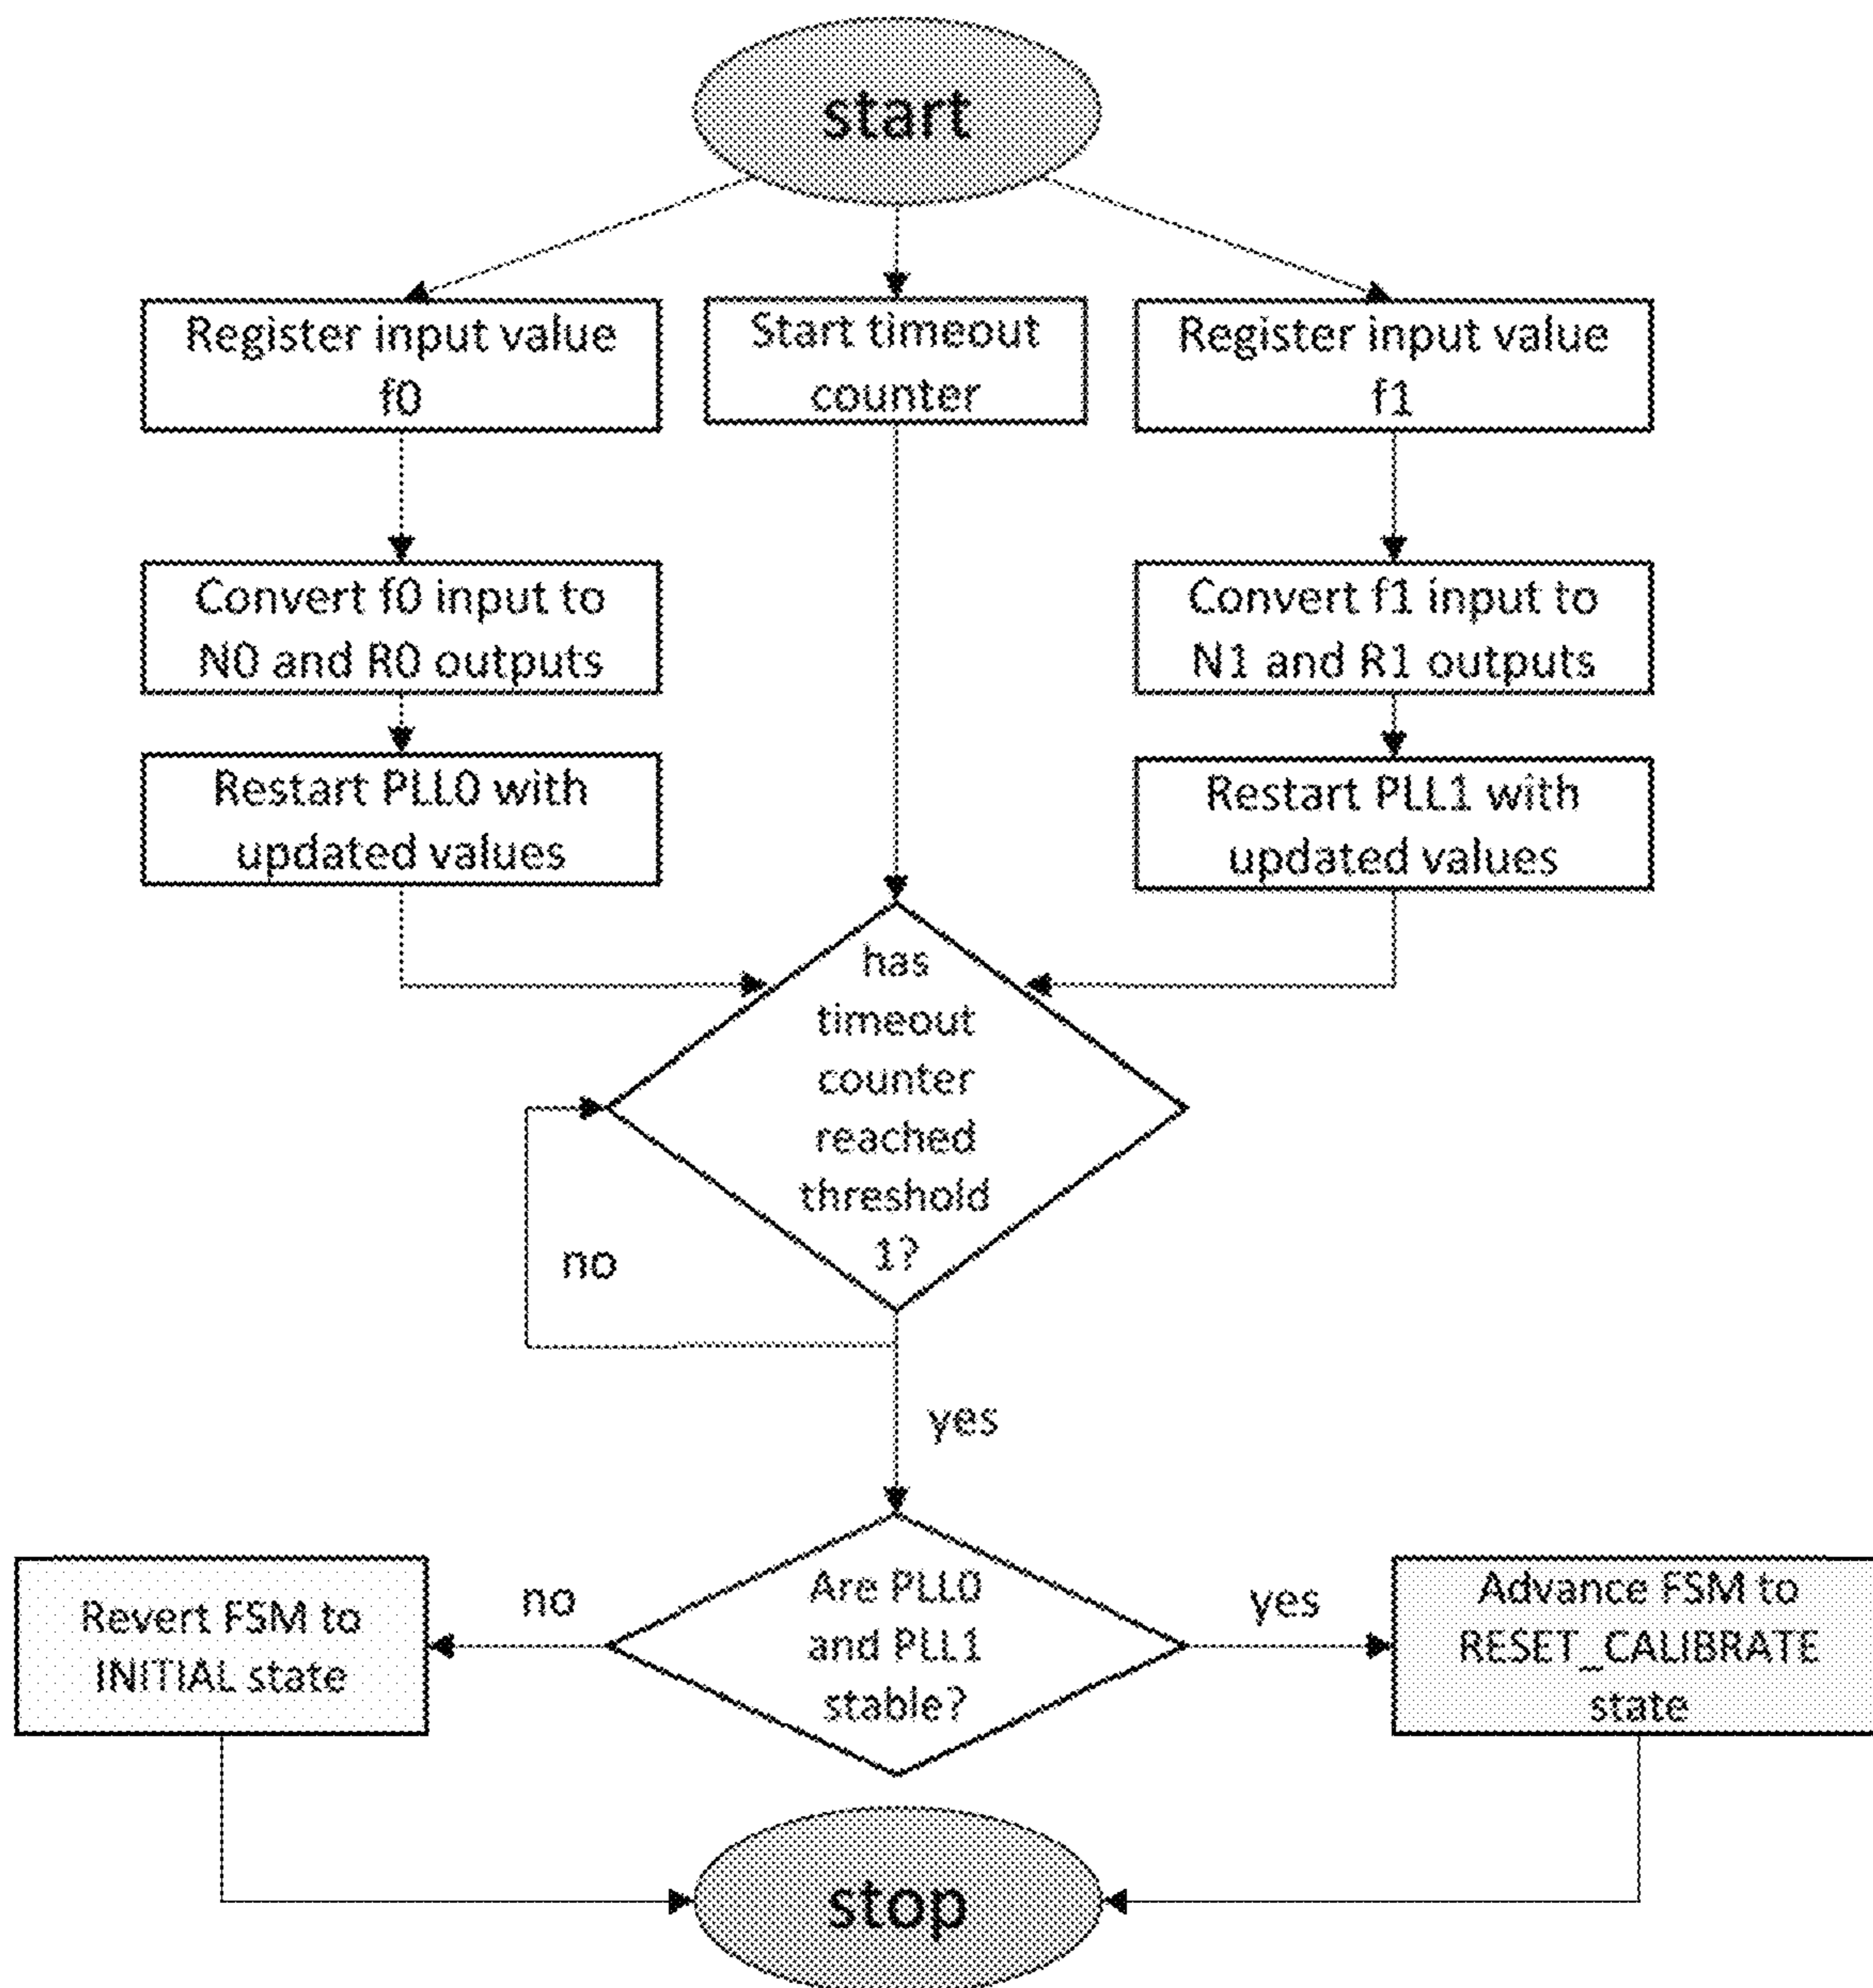 start
Register input value
f0
Start timeout
counter
Register input value
f1
Convert f0 input to
N0 and R0 outputs
Convert f1 input to
N1 and R1 outputs
Restart PLL0 with
updated values
Restart PLL1 with
updated values
has
timeout
counter
reached
threshold
1?
no
yes
Revert FSM to
INITIAL state
no
Are PLL0
and PLL1
stable?
yes
Advance FSM to
RESET_CALIBRATE
state
stop